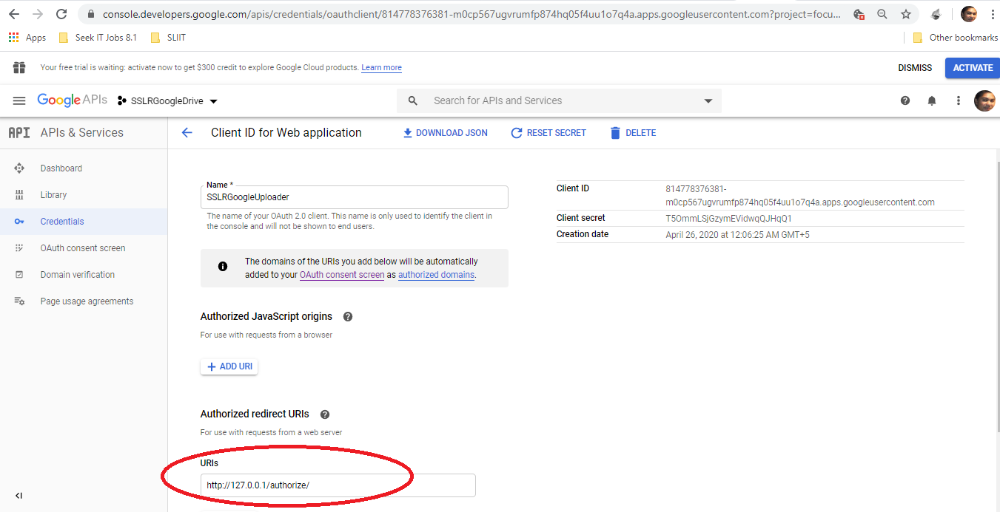 console.developers.google.com/apis/credentials/oauthclient/814778376381-m0cp567ugvrumfp874hq05f4uu1o7q4a.apps.googleusercontent.com?project=focu...
Apps Seek IT Jobs 8.1 SLIIT Other bookmarks
Your free trial is waiting: activate now to get $300 credit to explore Google Cloud products. Learn more DISMISS ACTIVATE
Google APIs SSLRGoogleDrive Search for APIs and Services
API APIs & Services
Client ID for Web application DOWNLOAD JSON RESET SECRET DELETE
Dashboard
Library
Credentials
OAuth consent screen
Domain verification
Page usage agreements
Name *
SSLRGoogleUploader
The name of your OAuth 2.0 client. This name is only used to identify the client in
the console and will not be shown to end users.
The domains of the URIs you add below will be automatically
added to your OAuth consent screen as authorized domains.
Authorized JavaScript origins
For use with requests from a browser
ADD URI
Authorized redirect URIs
For use with requests from a web server
URIs
http://127.0.0.1/authorize/
Client ID 814778376381-
m0cp567ugvrumfp874hq05f4uu1o7q4a.apps.googleusercontent.com
Client secret T5OmmLSjGzymEVidwqQJHqQ1
Creation date April 26, 2020 at 12:06:25 AM GMT+5